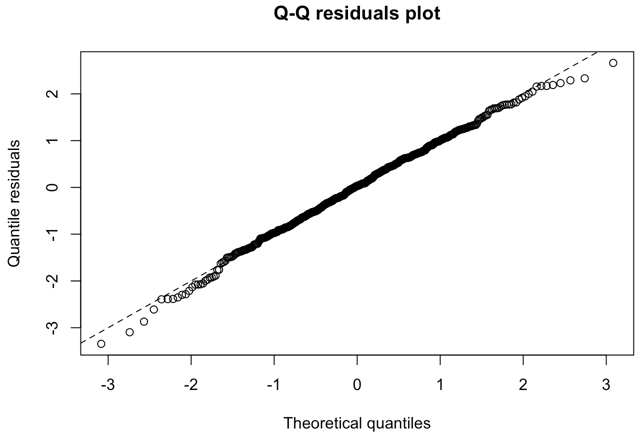 Q-Q residuals plot
Quantile residuals
2
1
0
-1
-2
-3
-3 -2 -1 0 1 2 3
Theoretical quantiles